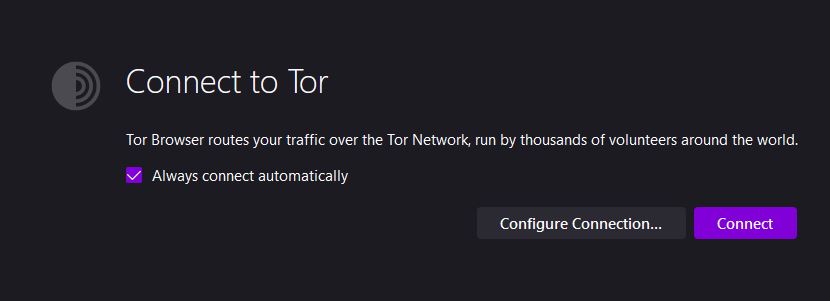 Connect to Tor
Tor Browser routes your traffic over the Tor Network, run by thousands of volunteers around the world.
Always connect automatically
Configure Connection... Connect